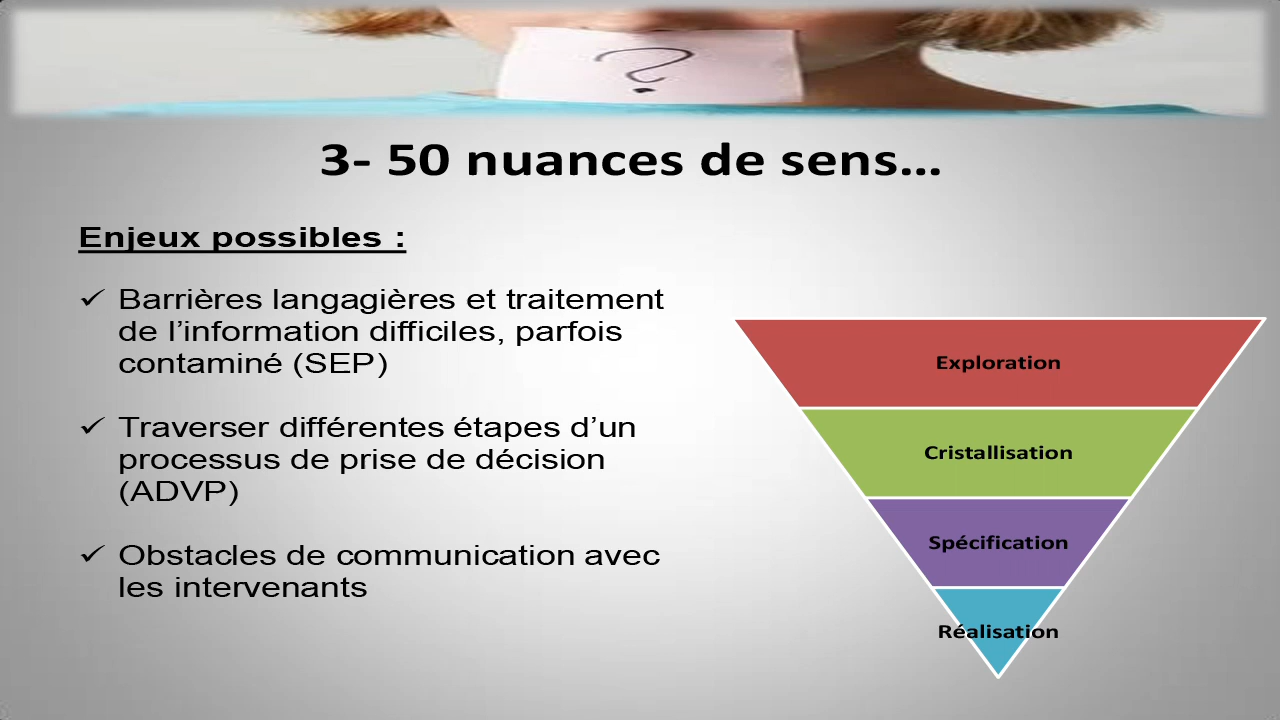 ?
3- 50 nuances de sens...
Enjeux possibles :
✓ Barrières langagières et traitement
de l’information difficiles, parfois
contaminé (SEP)
✓ Traverser différentes étapes d’un
processus de prise de décision
(ADVP)
✓ Obstacles de communication avec
les intervenants
Exploration
Cristallisation
Spécification
Réalisation